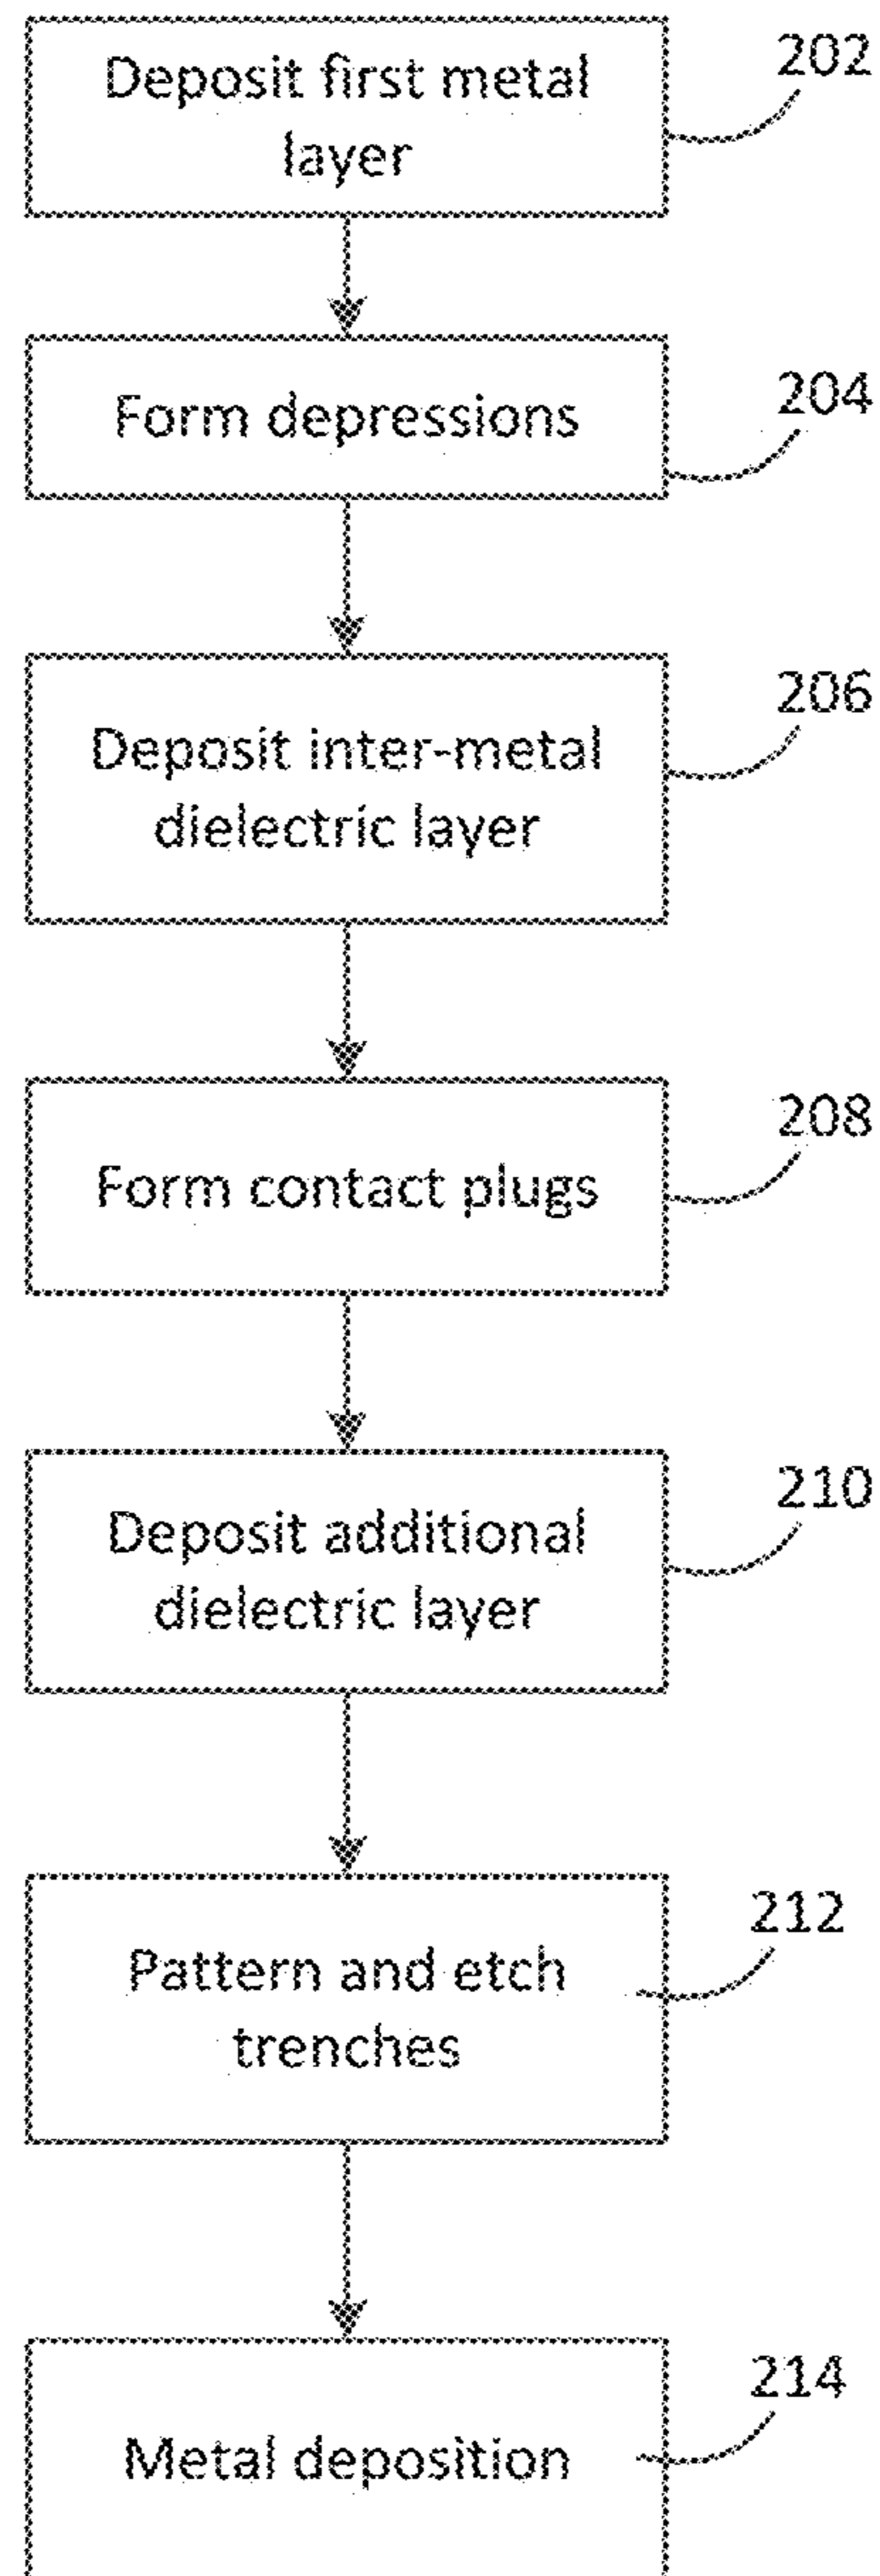 Deposit first metal
layer
202
Form depressions
204
Deposit inter-metal
dielectric layer
206
Form contact plugs
208
Deposit additional
dielectric layer
210
Pattern and etch
trenches
212
Metal deposition
214